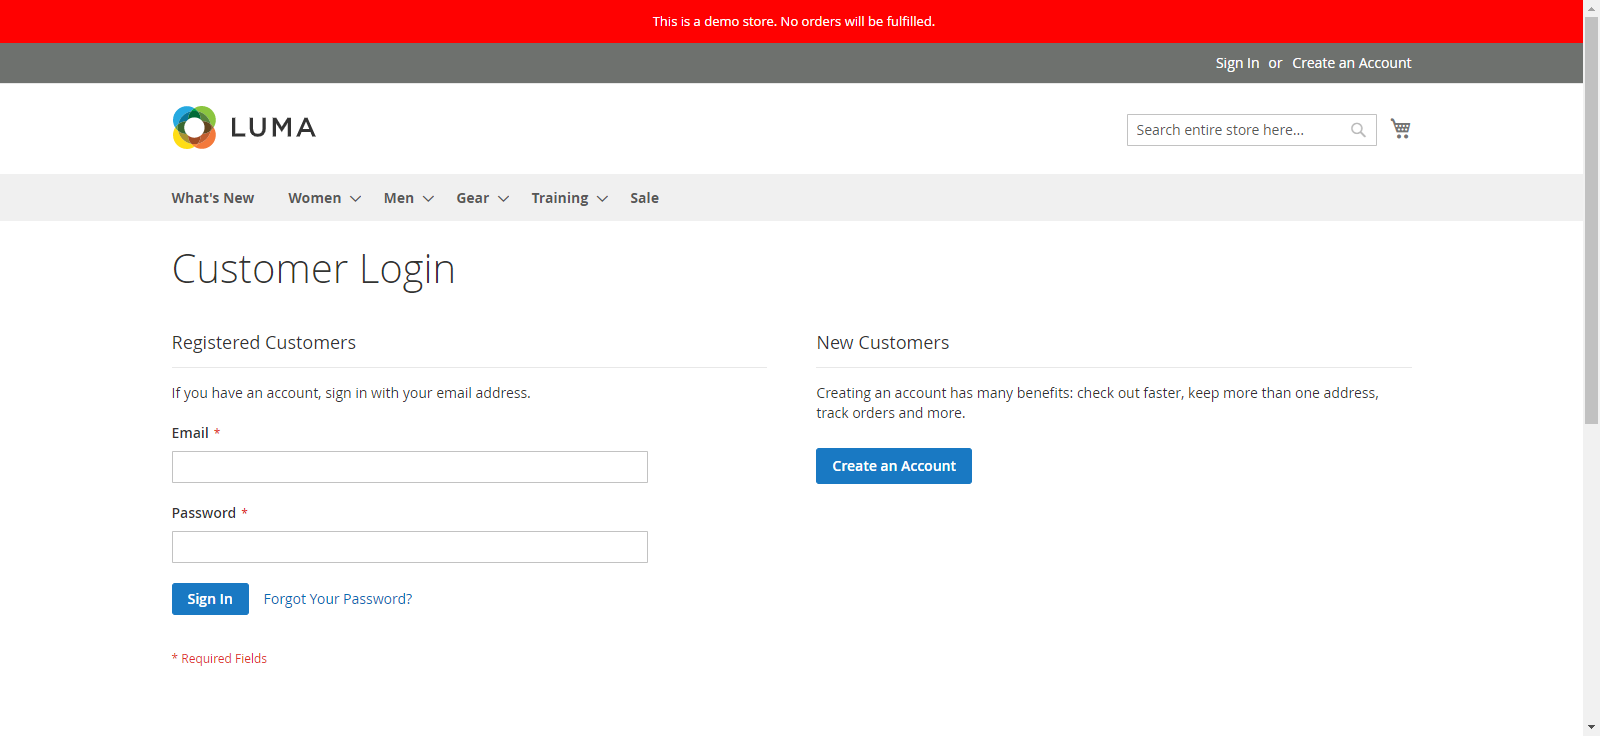 This is a demo store. No orders will be fulfilled.
Sign In or Create an Account
LUMA
Search entire store here...
What's New Women Men Gear Training Sale
Customer Login
Registered Customers
If you have an account, sign in with your email address.
Email *
Password *
Sign In Forgot Your Password?
* Required Fields
New Customers
Creating an account has many benefits: check out faster, keep more than one address,
track orders and more.
Create an Account